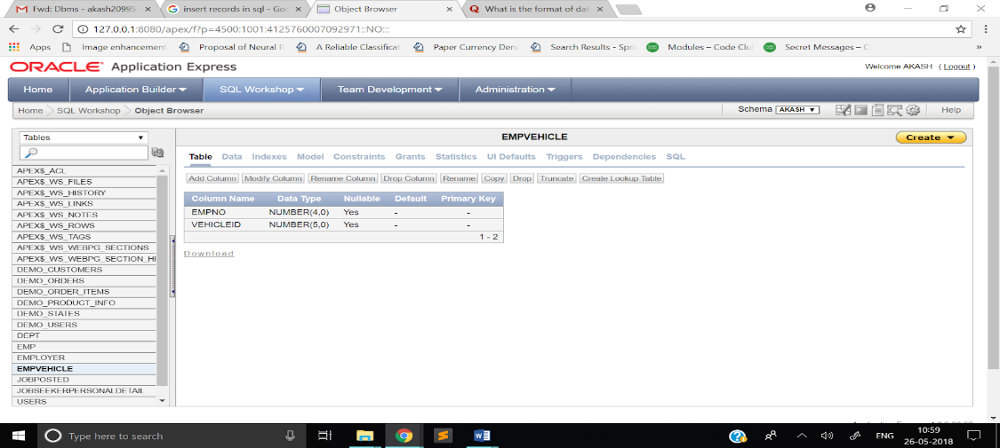 Fwd: Dbms - akash20995
insert records in sql - Goo
Object Browser
What is the format of dat
127.0.0.1:8080/apex/f?p=4500:1001:4125760007092971::NO:::
Apps Image enhancement Proposal of Neural R A Reliable Classificati Paper Currency Deno Search Results - Spri Modules – Code Clu Secret Messages – C »
ORACLE Application Express
Welcome AKASH ( Logout )
Home Application Builder SQL Workshop Team Development Administration
Home SQL Workshop Object Browser
Schema AKASH Help
Tables
EMPVEHICLE
Create
Table Data Indexes Model Constraints Grants Statistics UI Defaults Triggers Dependencies SQL
Add Column Modify Column Rename Column Drop Column Rename Copy Drop Truncate Create Lookup Table
Column Name Data Type Nullable Default Primary Key
EMPNO NUMBER(4,0) Yes - -
VEHICLEID NUMBER(5,0) Yes - -
1 - 2
Download
APEX$_ACL
APEX$_WS_FILES
APEX$_WS_HISTORY
APEX$_WS_LINKS
APEX$_WS_NOTES
APEX$_WS_ROWS
APEX$_WS_TAGS
APEX$_WS_WEBPG_SECTIONS
APEX$_WS_WEBPG_SECTION_HI
DEMO_CUSTOMERS
DEMO_ORDERS
DEMO_ORDER_ITEMS
DEMO_PRODUCT_INFO
DEMO_STATES
DEMO_USERS
DEPT
EMP
EMPLOYER
EMPVEHICLE
JOBPOSTED
JOBSEEKERPERSONALDETAIL
USERS
Type here to search
ENG
10:59
26-05-2018